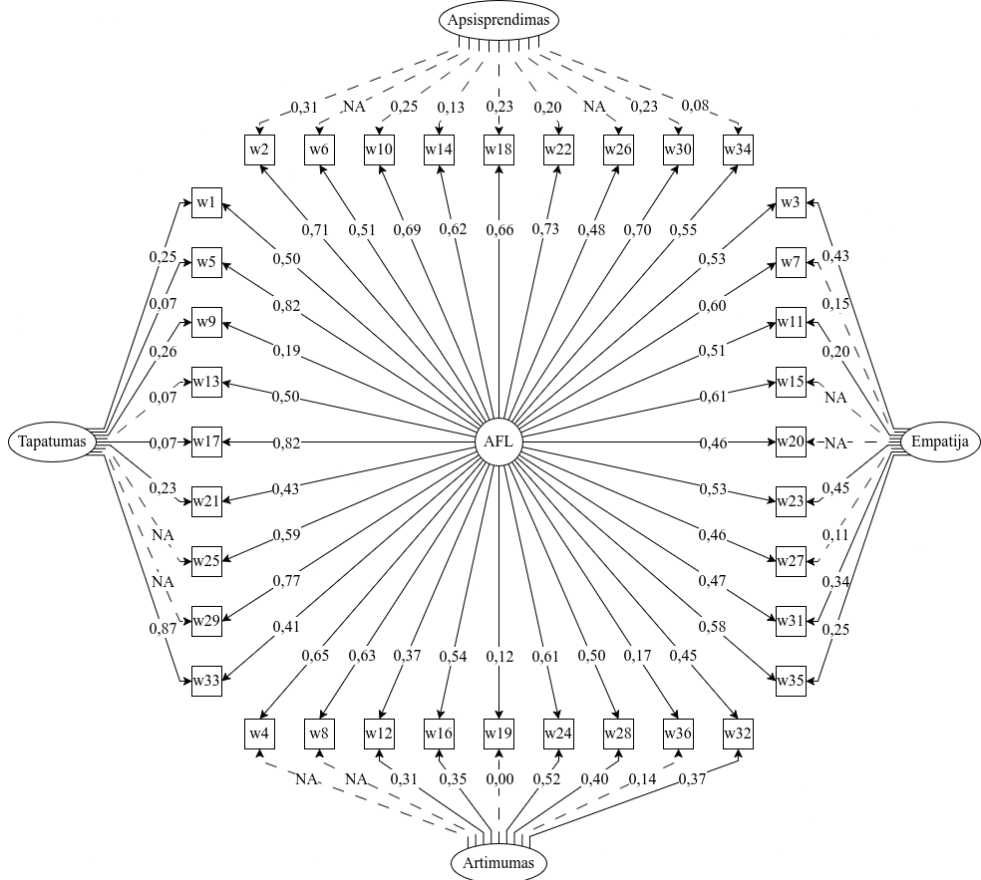 Apsisprendimas
0,31 NA 0,25 0,13 0,23 0,20 NA 0,23 0,08
w2 w6 w10 w14 w18 w22 w26 w30 w34
w1 w3
0,71 0,51 0,69 0,62 0,66 0,73 0,48 0,70 0,55
0,25 0,50 0,53 0,43
w5 w7
0,07 0,82 0,60 0,15
w9 w11
0,26 0,19 0,51 0,20
w13 w15
0,07 0,50 0,61 NA
Tapatumas 0,07 w17 0,82 AFL 0,46 w20 NA Empatija
0,23 0,43 0,53 0,45
w21 w23
NA 0,59 0,46 0,11
w25 w27
NA 0,77 0,47 0,34
w29 w31
0,87 0,41 0,58 0,25
0,65 0,63 0,37 0,54 0,12 0,61 0,50 0,17 0,45
w33 w35
w4 w8 w12 w16 w19 w24 w28 w36 w32
NA NA 0,31 0,35 0,00 0,52 0,40 0,14 0,37
Artimumas